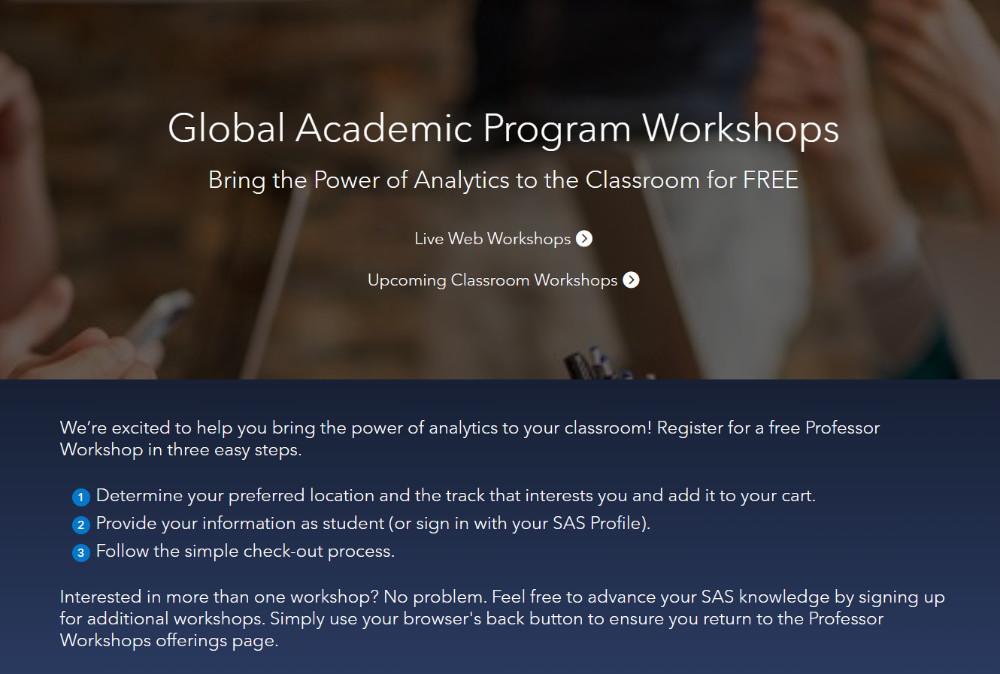 Global Academic Program Workshops
Bring the Power of Analytics to the Classroom for FREE
Live Web Workshops
Upcoming Classroom Workshops
We’re excited to help you bring the power of analytics to your classroom! Register for a free Professor
Workshop in three easy steps.
1 Determine your preferred location and the track that interests you and add it to your cart.
2 Provide your information as student (or sign in with your SAS Profile).
3 Follow the simple check-out process.
Interested in more than one workshop? No problem. Feel free to advance your SAS knowledge by signing up
for additional workshops. Simply use your browser's back button to ensure you return to the Professor
Workshops offerings page.